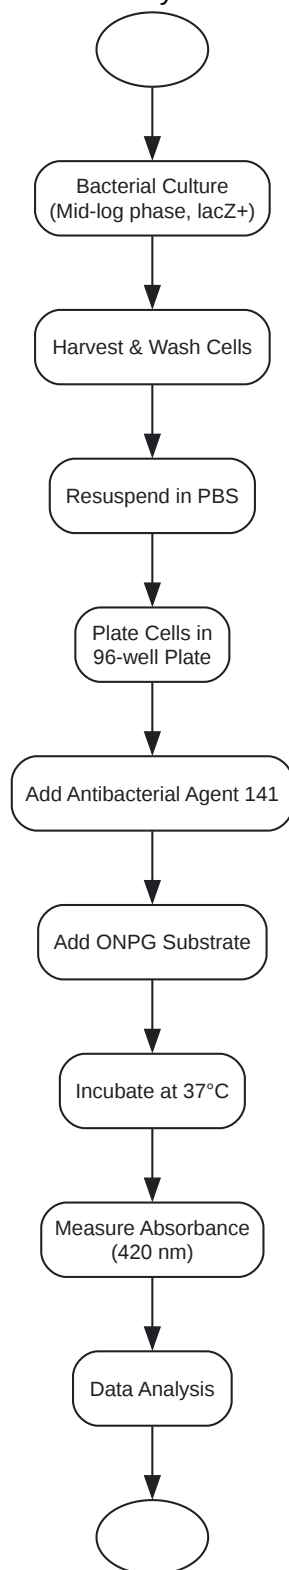 Bacterial Culture
(Mid-log phase, lacZ+)
Harvest & Wash Cells
Resuspend in PBS
Plate Cells in
96-well Plate
Add Antibacterial Agent 141
Add ONPG Substrate
Incubate at 37°C
Measure Absorbance
(420 nm)
Data Analysis